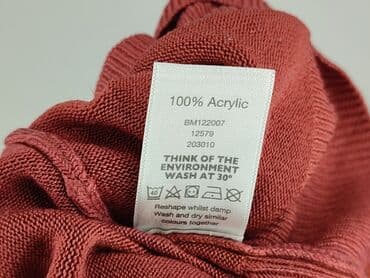 100% Acrylic
BM122007
12579
203010
THINK OF THE
ENVIRONMENT
WASH AT 30°
40
Reshape whilst damp
Wash and dry similar
colours together